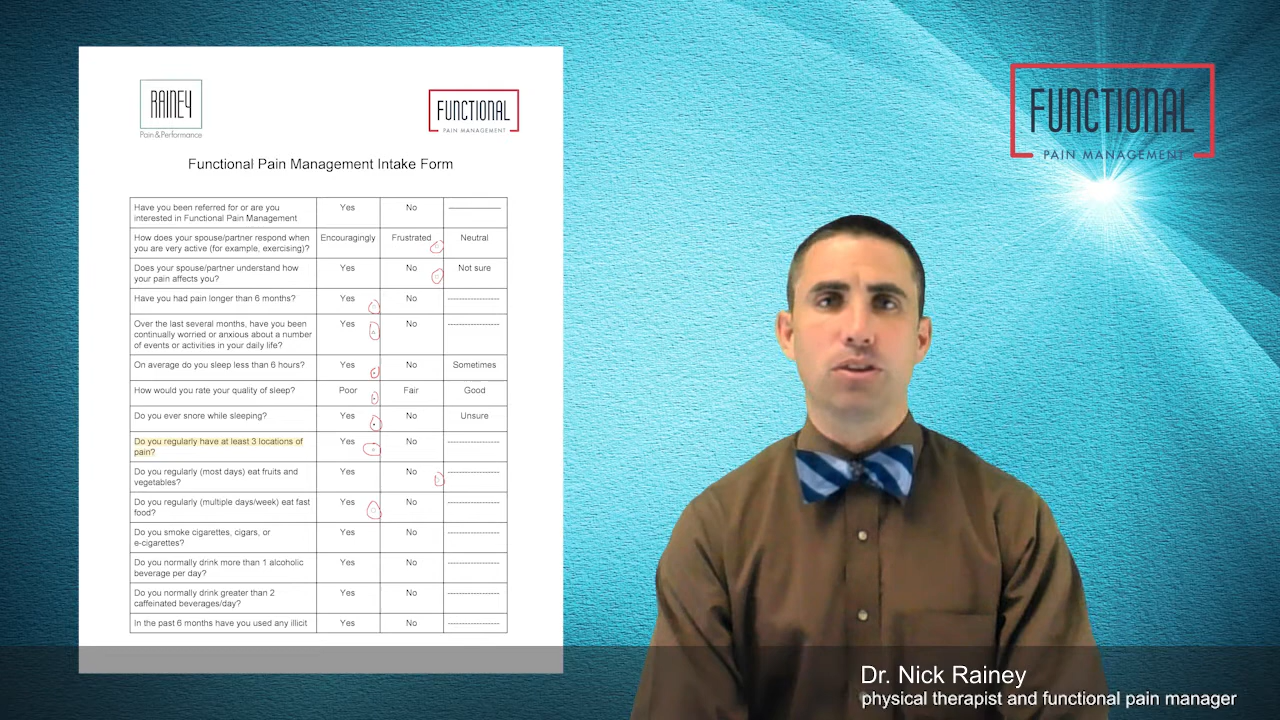 RAINEY
Pain & Performance
FUNCTIONAL
PAIN MANAGEMENT
Functional Pain Management Intake Form
Have you been referred for or are you
interested in Functional Pain Management
Yes No
How does your spouse/partner respond when
you are very active (for example, exercising)?
Encouragingly Frustrated Neutral
Does your spouse/partner understand how
your pain affects you?
Yes No Not sure
Have you had pain longer than 6 months?
Yes No
Over the last several months, have you been
continually worried or anxious about a number
of events or activities in your daily life?
Yes No
On average do you sleep less than 6 hours?
Yes No Sometimes
How would you rate your quality of sleep?
Poor Fair Good
Do you ever snore while sleeping?
Yes No Unsure
Do you regularly have at least 3 locations of
pain?
Yes No
Do you regularly (most days) eat fruits and
vegetables?
Yes No
Do you regularly (multiple days/week) eat fast
food?
Yes No
Do you smoke cigarettes, cigars, or
e-cigarettes?
Yes No
Do you normally drink more than 1 alcoholic
beverage per day?
Yes No
Do you normally drink greater than 2
caffeinated beverages/day?
Yes No
In the past 6 months have you used any illicit
Yes No
FUNCTIONAL
PAIN MANAGEMENT
Dr. Nick Rainey
physical therapist and functional pain manager